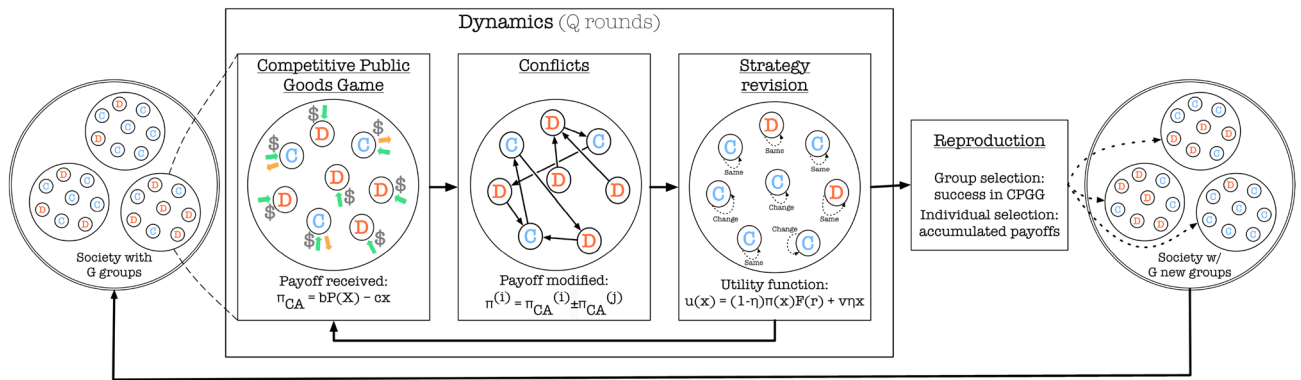 Dynamics (Q rounds)
Competitive Public
Goods Game
$ $ $ $ $ $ $ $
D C C D D D C D
Payoff received:
π_CA = bP(X) − cx
Conflicts
D C C D D D C D
Payoff modified:
π^(i) = π_CA^(i) ± π_CA^(j)
Strategy
revision
D
Same
C
Same
C
Same
C
Change
C
Change
D
Same
C
Same
C
Change
Utility function:
u(x) = (1-η)π(x)F(r) + vηx
Society with
G groups
Reproduction
Group selection:
success in CPGG
Individual selection:
accumulated payoffs
Society w/
G new groups